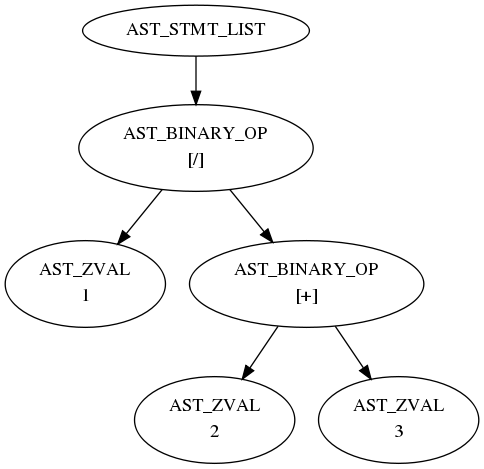 AST_STMT_LIST
AST_BINARY_OP
[/]
AST_ZVAL
1
AST_BINARY_OP
[+]
AST_ZVAL
2
AST_ZVAL
3